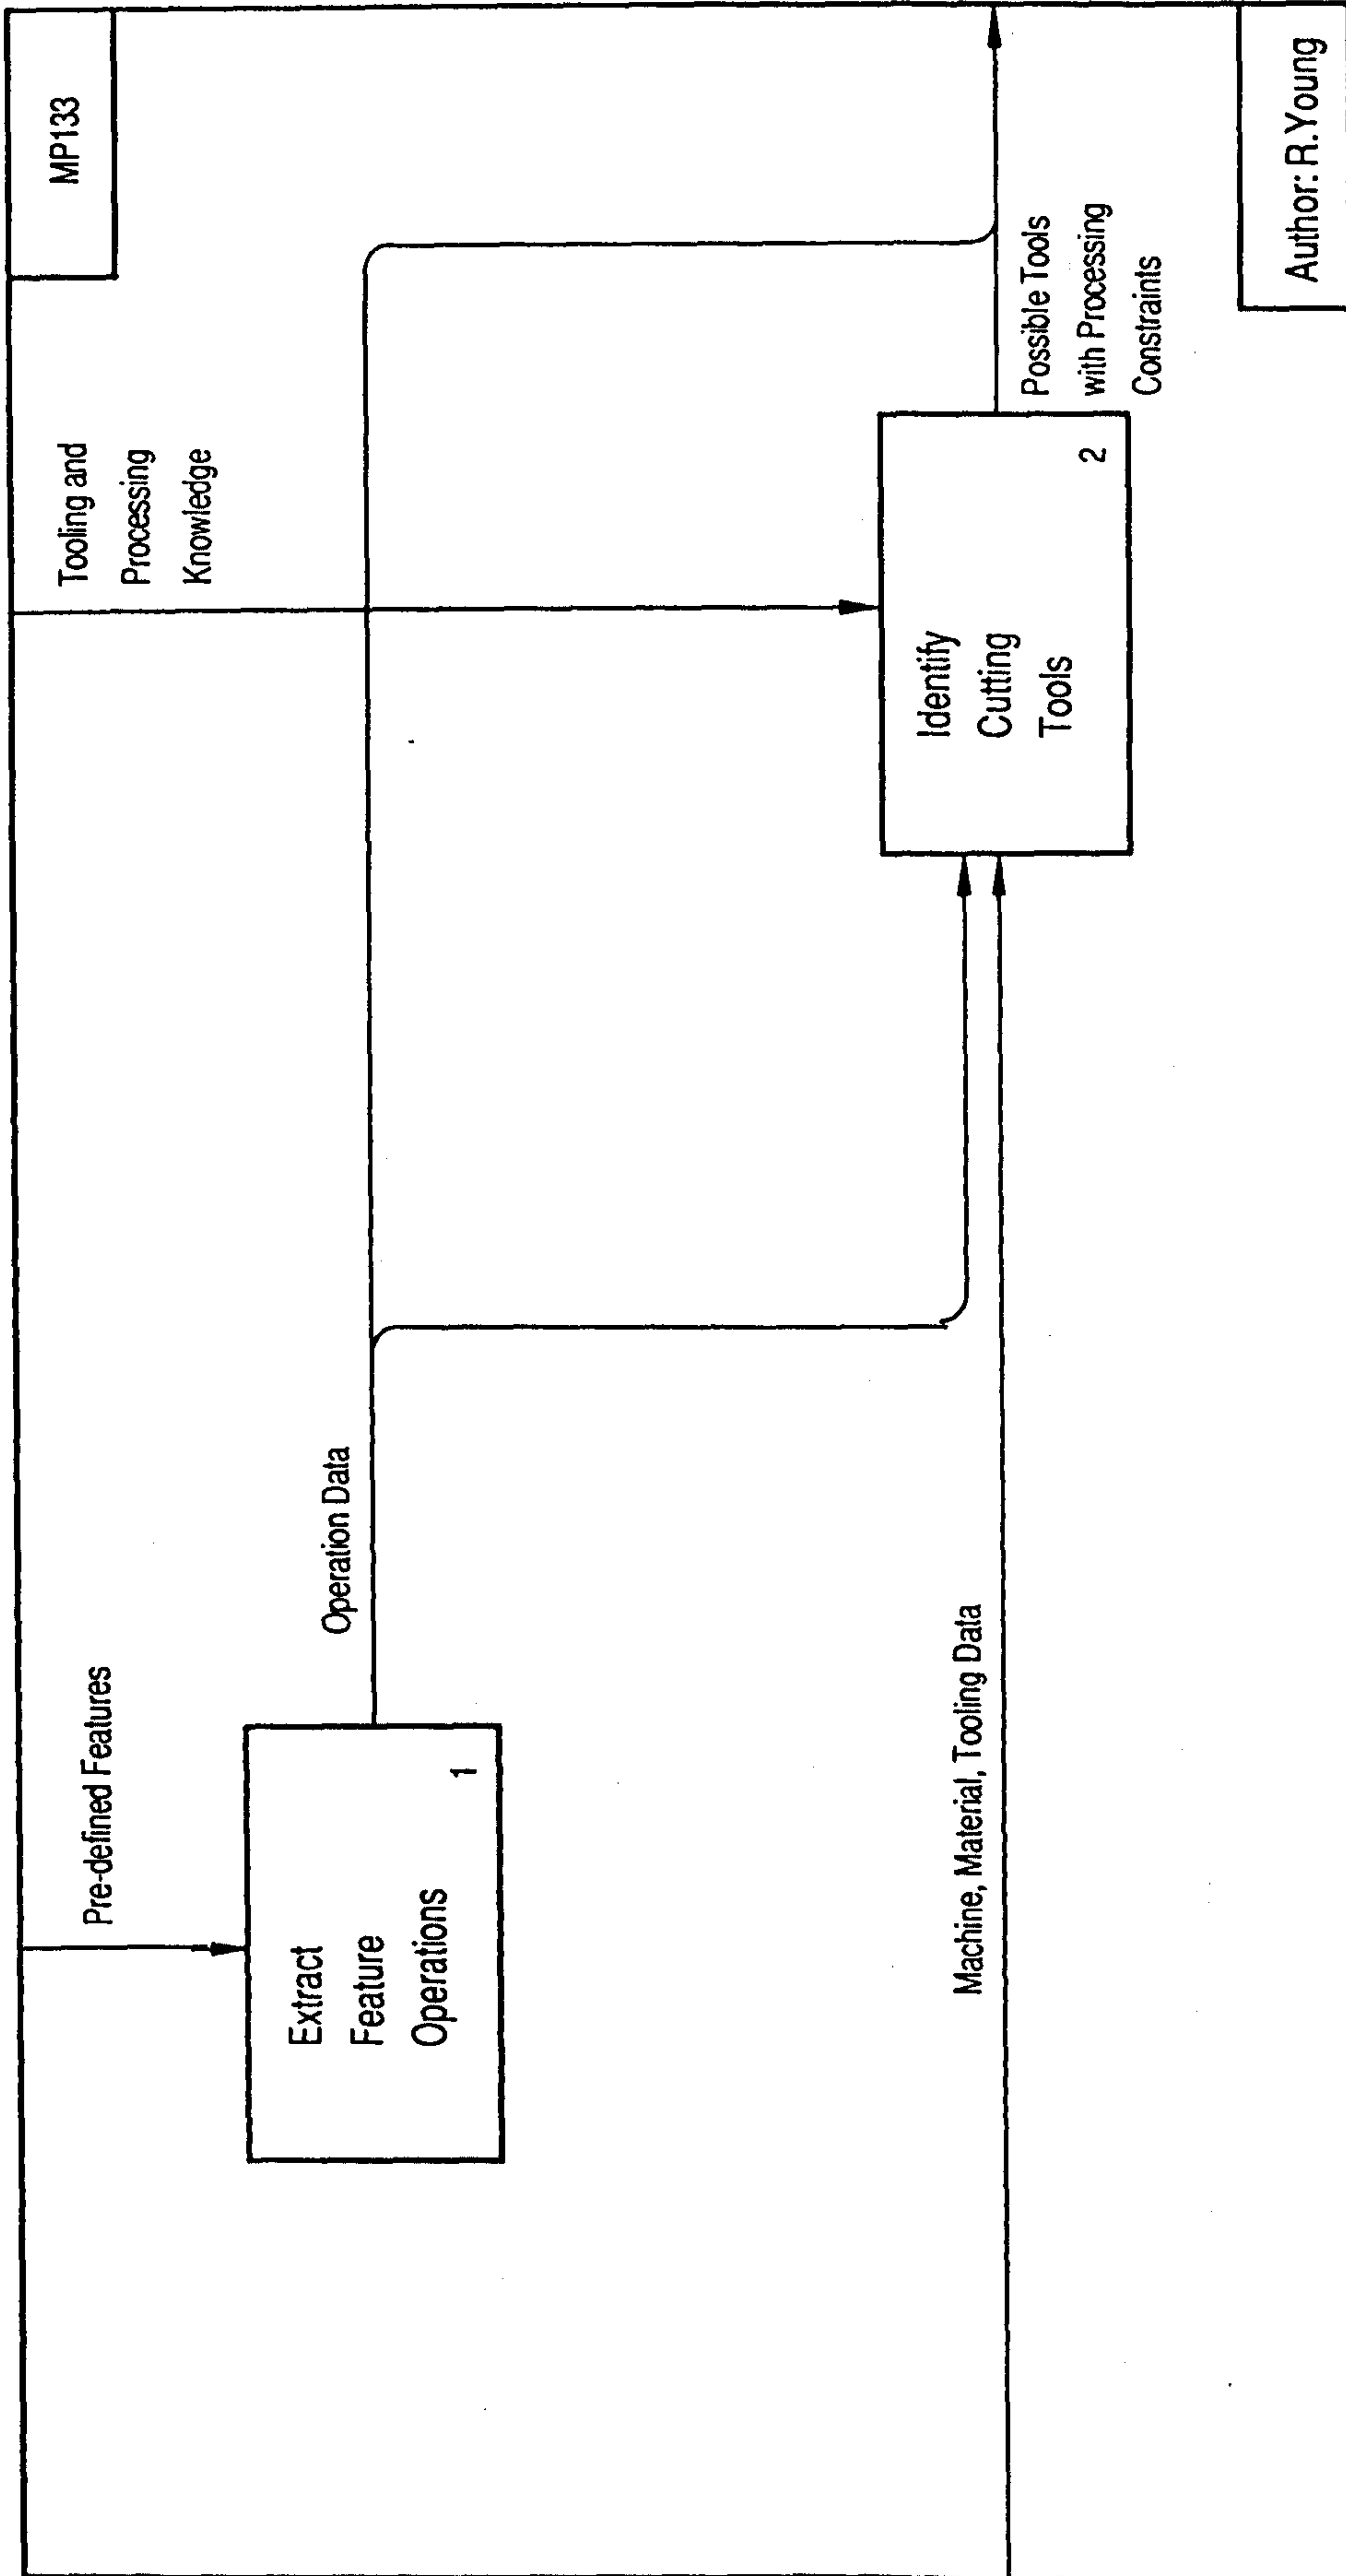 MP133
Pre-defined Features
Tooling and
Processing
Knowledge
Extract
Feature
Operations
1
Operation Data
Identify
Cutting
Tools
2
Machine, Material, Tooling Data
Possible Tools
with Processing
Constraints
Author: R.Young